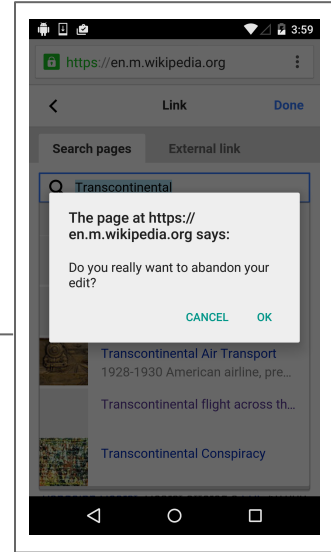 3:59
https://en.m.wikipedia.org
Link
Done
Search pages
External link
Transcontinental
The page at https://
en.m.wikipedia.org says:
Do you really want to abandon your
edit?
CANCEL
OK
Transcontinental Air Transport
1928-1930 American airline, pre...
Transcontinental flight across th...
Transcontinental Conspiracy